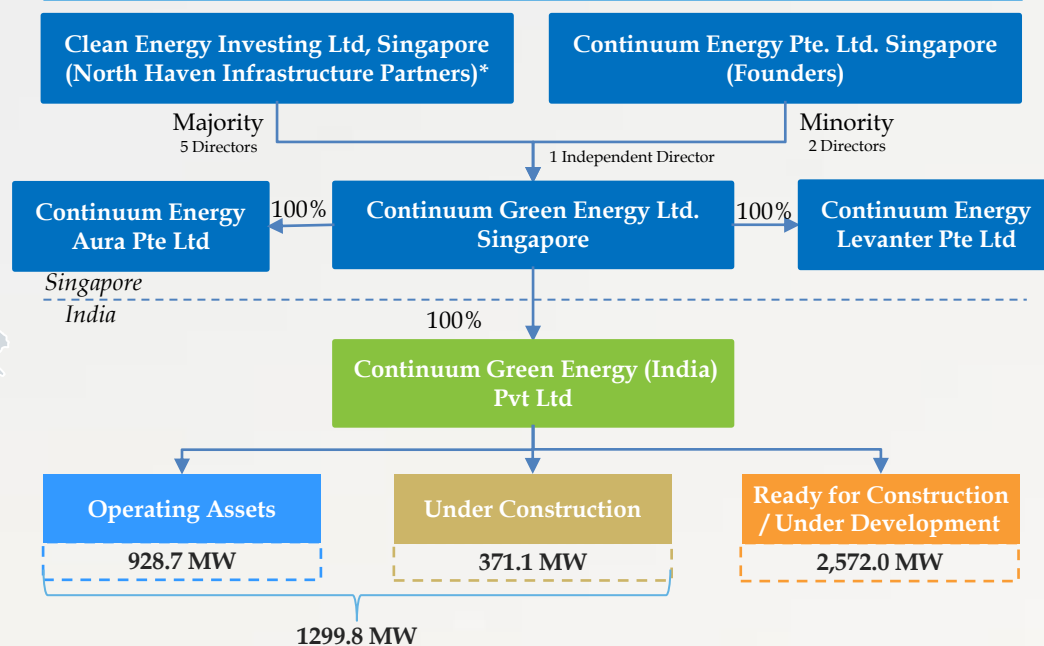 Clean Energy Investing Ltd, Singapore
(North Haven Infrastructure Partners)*
Continuum Energy Pte. Ltd. Singapore
(Founders)
Majority
5 Directors
Minority
2 Directors
1 Independent Director
Continuum Energy
Aura Pte Ltd
100%
Continuum Green Energy Ltd.
Singapore
100%
Continuum Energy
Levanter Pte Ltd
Singapore
India
100%
Continuum Green Energy (India)
Pvt Ltd
Operating Assets
928.7 MW
Under Construction
371.1 MW
Ready for Construction
/ Under Development
2,572.0 MW
1299.8 MW